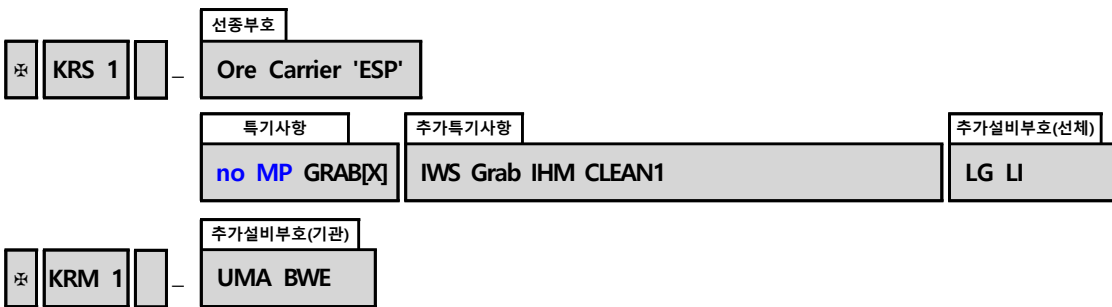 선종부호
✠ KRS 1 – Ore Carrier 'ESP'
특기사항 추가특기사항 추가설비부호(선체)
no MP GRAB[X] IWS Grab IHM CLEAN1 LG LI
추가설비부호(기관)
✠ KRM 1 – UMA BWE